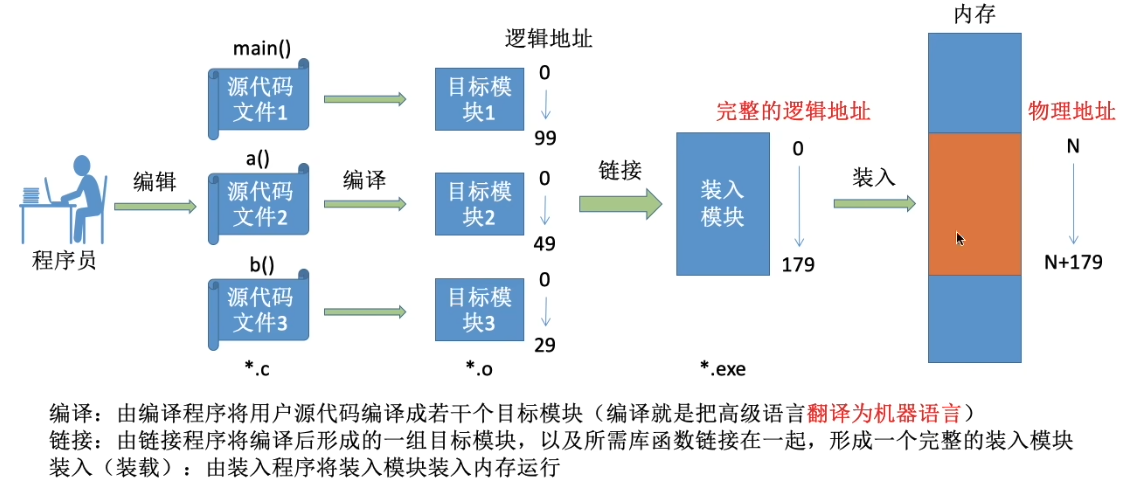 内存
main()
逻辑地址
源代码
文件1
目标模
块1
0
99
完整的逻辑地址
物理地址
程序员
编辑
a()
源代码
文件2
编译
目标模
块2
0
49
链接
装入
模块
0
179
装入
N
N+179
b()
源代码
文件3
目标模
块3
0
29
*.c
*.o
*.exe
编译：由编译程序将用户源代码编译成若干个目标模块（编译就是把高级语言翻译为机器语言）
链接：由链接程序将编译后形成的一组目标模块，以及所需库函数链接在一起，形成一个完整的装入模块
装入（装载）：由装入程序将装入模块装入内存运行